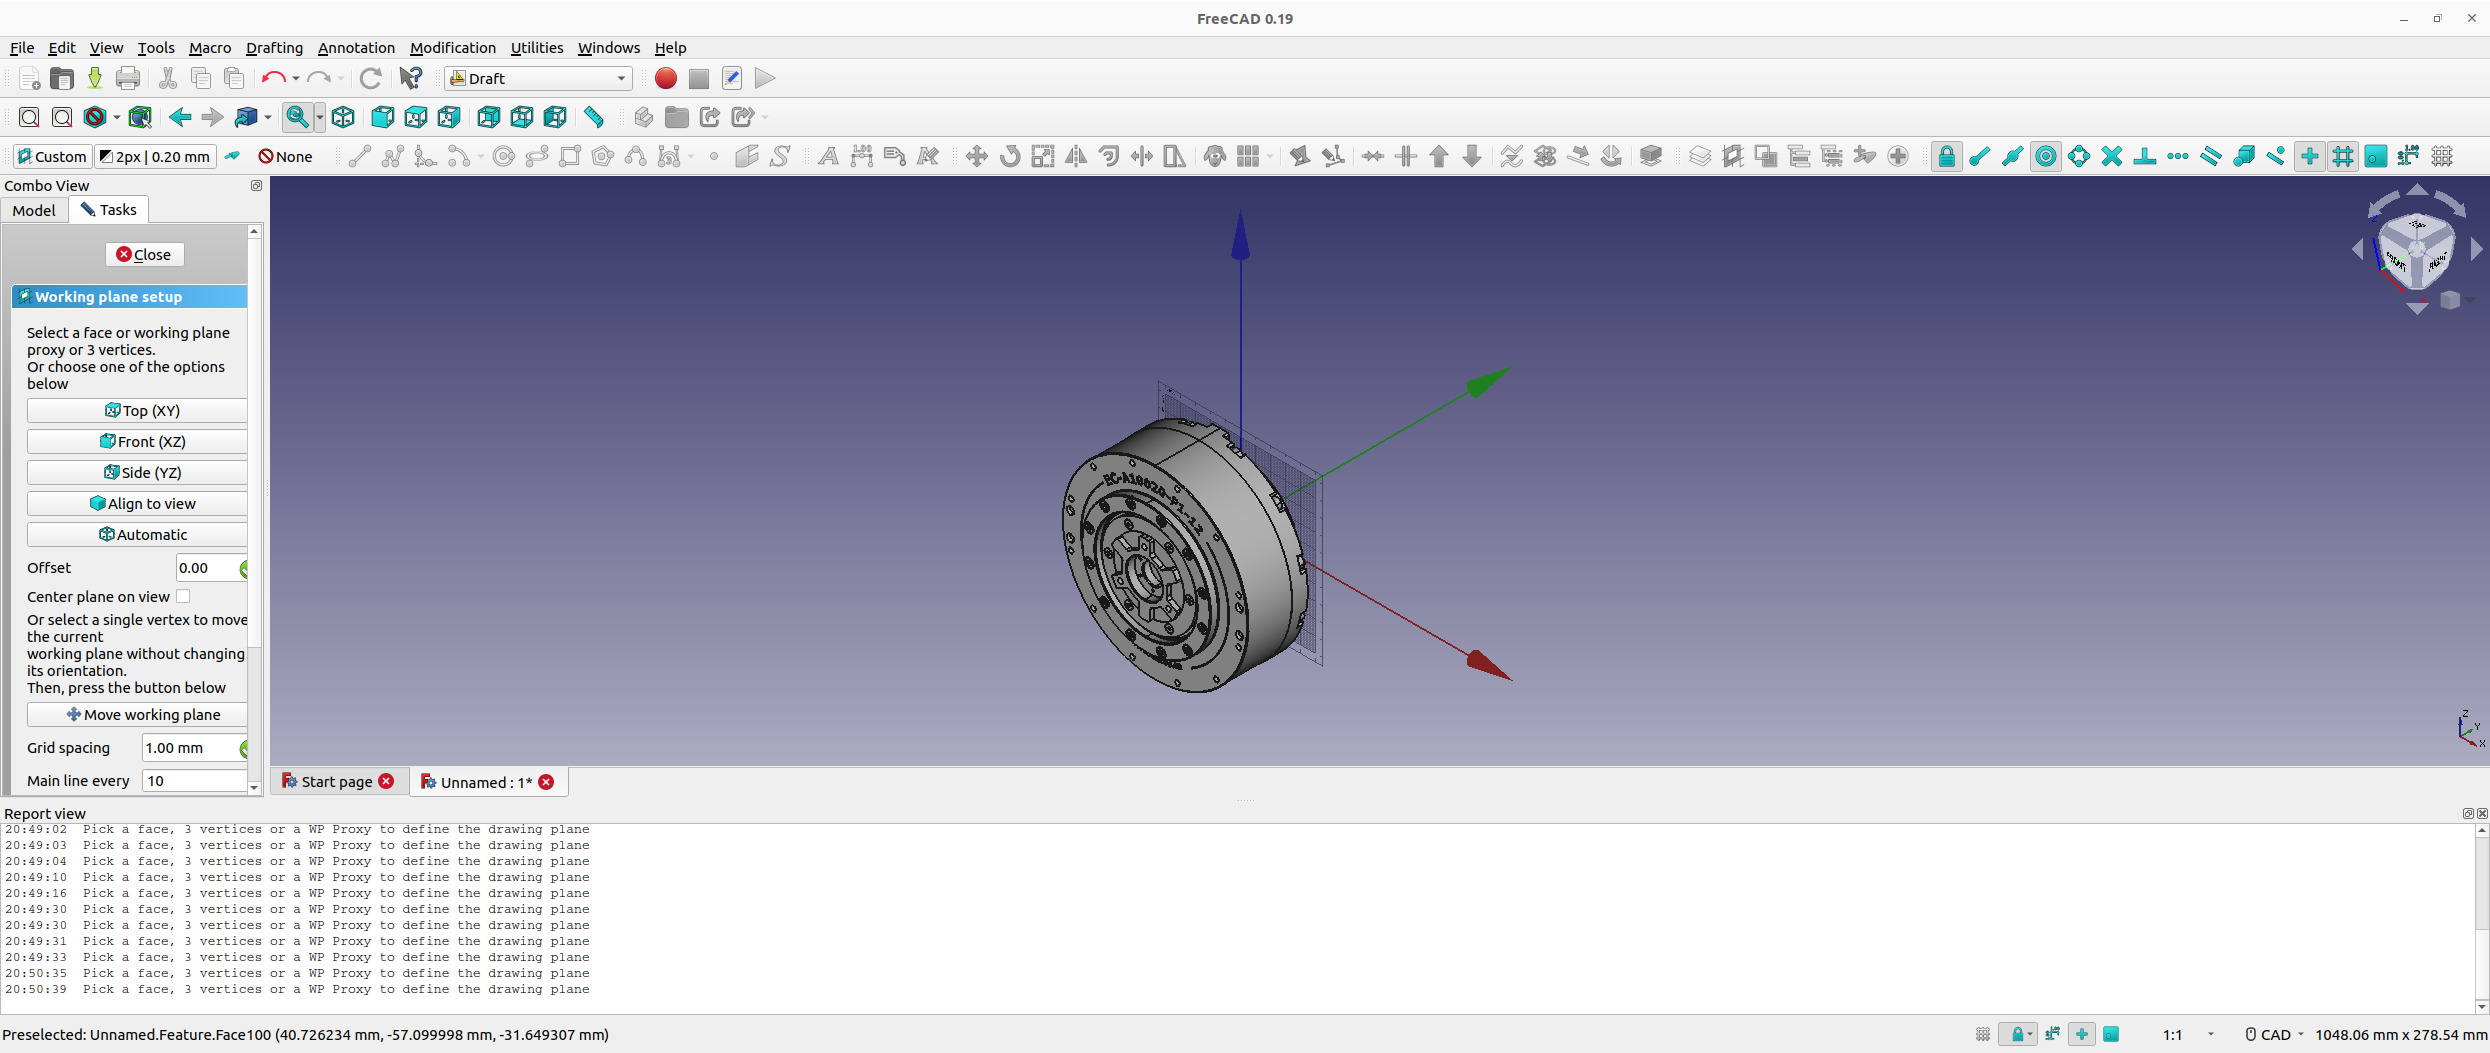 FreeCAD 0.19
File Edit View Tools Macro Drafting Annotation Modification Utilities Windows Help
Draft
Custom 2px | 0.20 mm None
Combo View
Model Tasks
Close
Working plane setup
Select a face or working plane
proxy or 3 vertices.
Or choose one of the options
below
Top (XY)
Front (XZ)
Side (YZ)
Align to view
Automatic
Offset 0.00
Center plane on view
Or select a single vertex to move
the current
working plane without changing
its orientation.
Then, press the button below
Move working plane
Grid spacing 1.00 mm
Main line every 10
FRONT RIGHT
EC-A10020-P1-12
Z
Y
X
Start page Unnamed : 1*
Report view
20:49:02 Pick a face, 3 vertices or a WP Proxy to define the drawing plane
20:49:03 Pick a face, 3 vertices or a WP Proxy to define the drawing plane
20:49:04 Pick a face, 3 vertices or a WP Proxy to define the drawing plane
20:49:10 Pick a face, 3 vertices or a WP Proxy to define the drawing plane
20:49:16 Pick a face, 3 vertices or a WP Proxy to define the drawing plane
20:49:30 Pick a face, 3 vertices or a WP Proxy to define the drawing plane
20:49:30 Pick a face, 3 vertices or a WP Proxy to define the drawing plane
20:49:31 Pick a face, 3 vertices or a WP Proxy to define the drawing plane
20:49:33 Pick a face, 3 vertices or a WP Proxy to define the drawing plane
20:50:35 Pick a face, 3 vertices or a WP Proxy to define the drawing plane
20:50:39 Pick a face, 3 vertices or a WP Proxy to define the drawing plane
Preselected: Unnamed.Feature.Face100 (40.726234 mm, -57.099998 mm, -31.649307 mm)
1:1 CAD 1048.06 mm x 278.54 mm